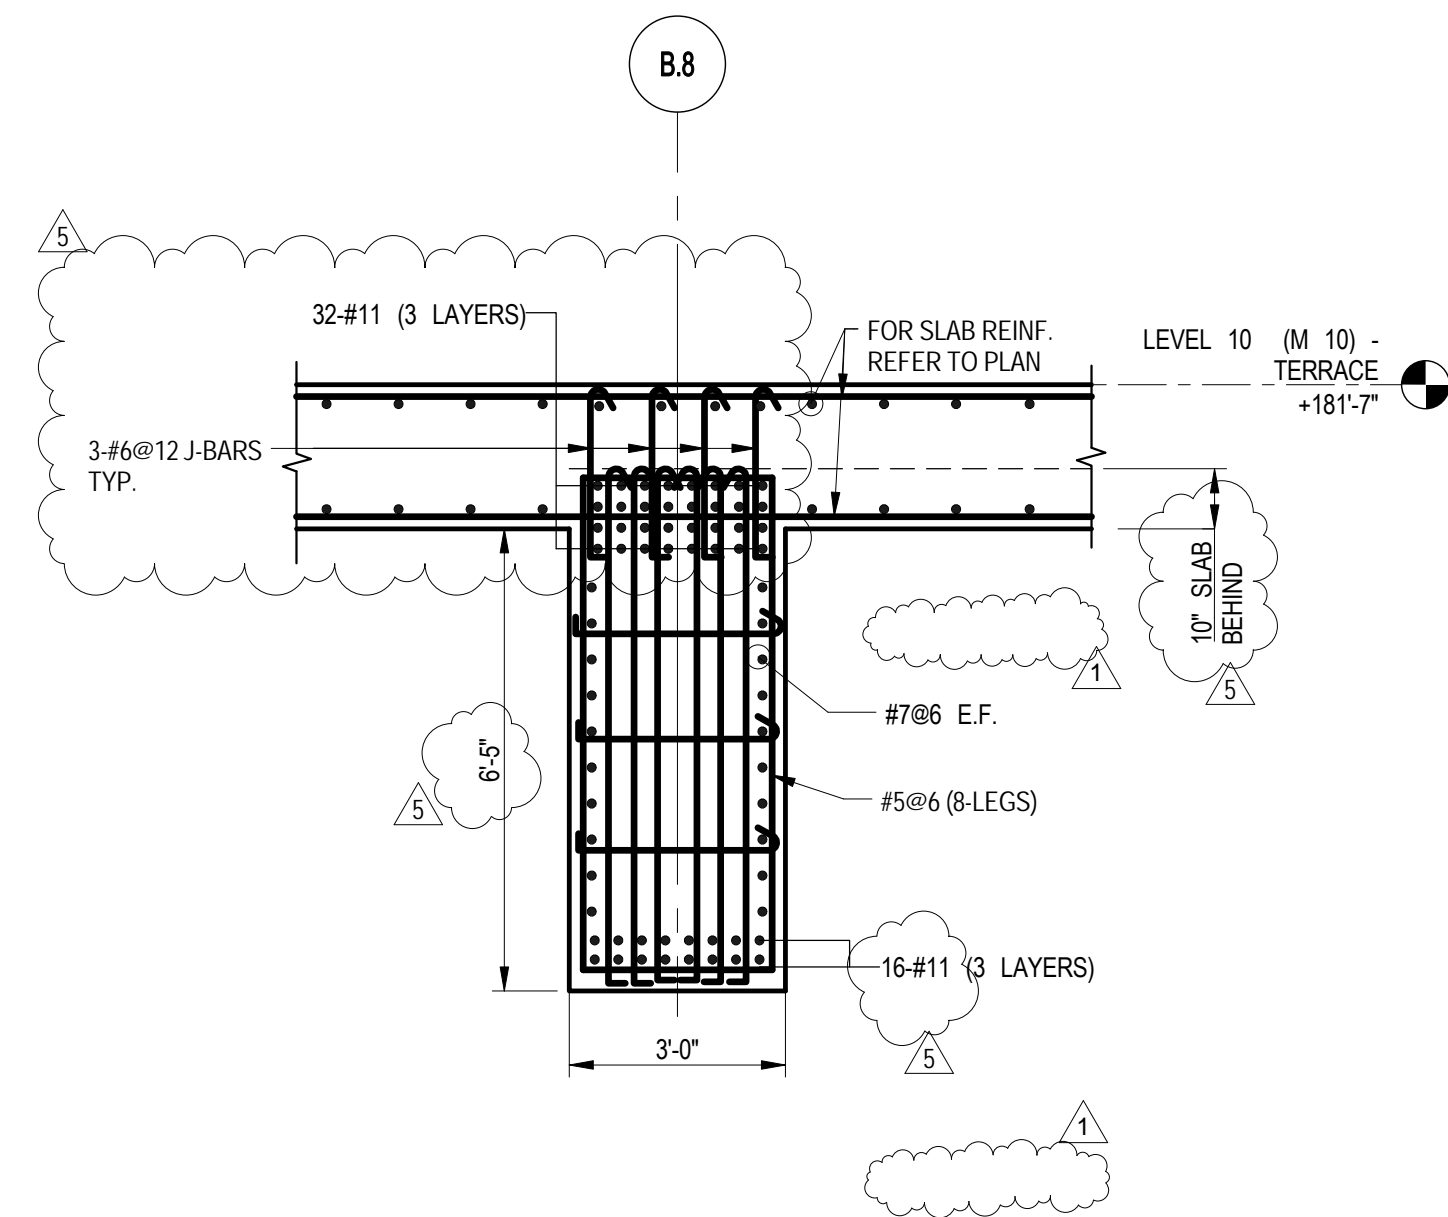 B.8
5
32-#11 (3 LAYERS)
FOR SLAB REINF.
REFER TO PLAN
LEVEL 10 (M 10) -
TERRACE
+181'-7"
3-#6@12 J-BARS
TYP.
10" SLAB
BEHIND
1
5
#7@6 E.F.
6'-5"
5
#5@6 (8-LEGS)
16-#11 (3 LAYERS)
5
3'-0"
1